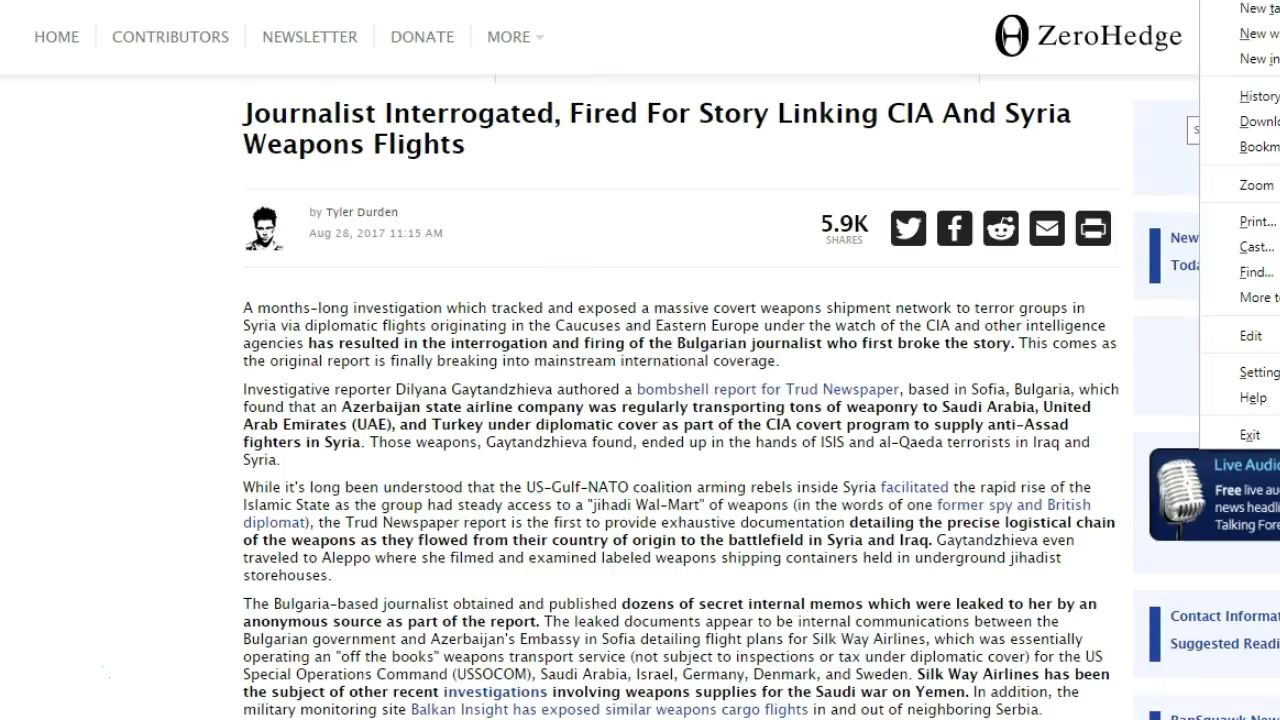 HOME CONTRIBUTORS NEWSLETTER DONATE MORE
ZeroHedge
Journalist Interrogated, Fired For Story Linking CIA And Syria
Weapons Flights
by Tyler Durden
Aug 28, 2017 11:15 AM
5.9K
SHARES
A months-long investigation which tracked and exposed a massive covert weapons shipment network to terror groups in
Syria via diplomatic flights originating in the Caucuses and Eastern Europe under the watch of the CIA and other intelligence
agencies has resulted in the interrogation and firing of the Bulgarian journalist who first broke the story. This comes as
the original report is finally breaking into mainstream international coverage.
Investigative reporter Dilyana Gaytandzhieva authored a bombshell report for Trud Newspaper, based in Sofia, Bulgaria, which
found that an Azerbaijan state airline company was regularly transporting tons of weaponry to Saudi Arabia, United
Arab Emirates (UAE), and Turkey under diplomatic cover as part of the CIA covert program to supply anti-Assad
fighters in Syria. Those weapons, Gaytandzhieva found, ended up in the hands of ISIS and al-Qaeda terrorists in Iraq and
Syria.
While it's long been understood that the US-Gulf-NATO coalition arming rebels inside Syria facilitated the rapid rise of the
Islamic State as the group had steady access to a "jihadi Wal-Mart" of weapons (in the words of one former spy and British
diplomat), the Trud Newspaper report is the first to provide exhaustive documentation detailing the precise logistical chain
of the weapons as they flowed from their country of origin to the battlefield in Syria and Iraq. Gaytandzhieva even
traveled to Aleppo where she filmed and examined labeled weapons shipping containers held in underground jihadist
storehouses.
The Bulgaria-based journalist obtained and published dozens of secret internal memos which were leaked to her by an
anonymous source as part of the report. The leaked documents appear to be internal communications between the
Bulgarian government and Azerbaijan's Embassy in Sofia detailing flight plans for Silk Way Airlines, which was essentially
operating an "off the books" weapons transport service (not subject to inspections or tax under diplomatic cover) for the US
Special Operations Command (USSOCOM), Saudi Arabia, Israel, Germany, Denmark, and Sweden. Silk Way Airlines has been
the subject of other recent investigations involving weapons supplies for the Saudi war on Yemen. In addition, the
military monitoring site Balkan Insight has exposed similar weapons cargo flights in and out of neighboring Serbia.
New
New
New
History
Zoom
Print...
Cast...
Find...
More
Edit
Help
Exit
New
Live
Free live
news
Talking
Contact
Suggested